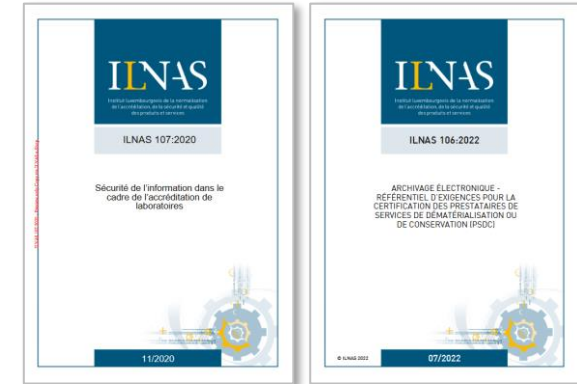 ILNAS
Institut luxembourgeois de la normalisation
de l'accréditation, de la sécurité et qualité
des produits et services
ILNAS 107:2020
Sécurité de l'information dans le
cadre de l'accréditation de
laboratoires
11/2020
ILNAS
Institut luxembourgeois de la normalisation
de l'accréditation, de la sécurité et qualité
des produits et services
ILNAS 106:2022
ARCHIVAGE ÉLECTRONIQUE -
RÉFÉRENTIEL D'EXIGENCES POUR LA
CERTIFICATION DES PRESTATAIRES DE
SERVICES DE DÉMATÉRIALISATION OU
DE CONSERVATION (PSDC)
© ILNAS 2022
07/2022